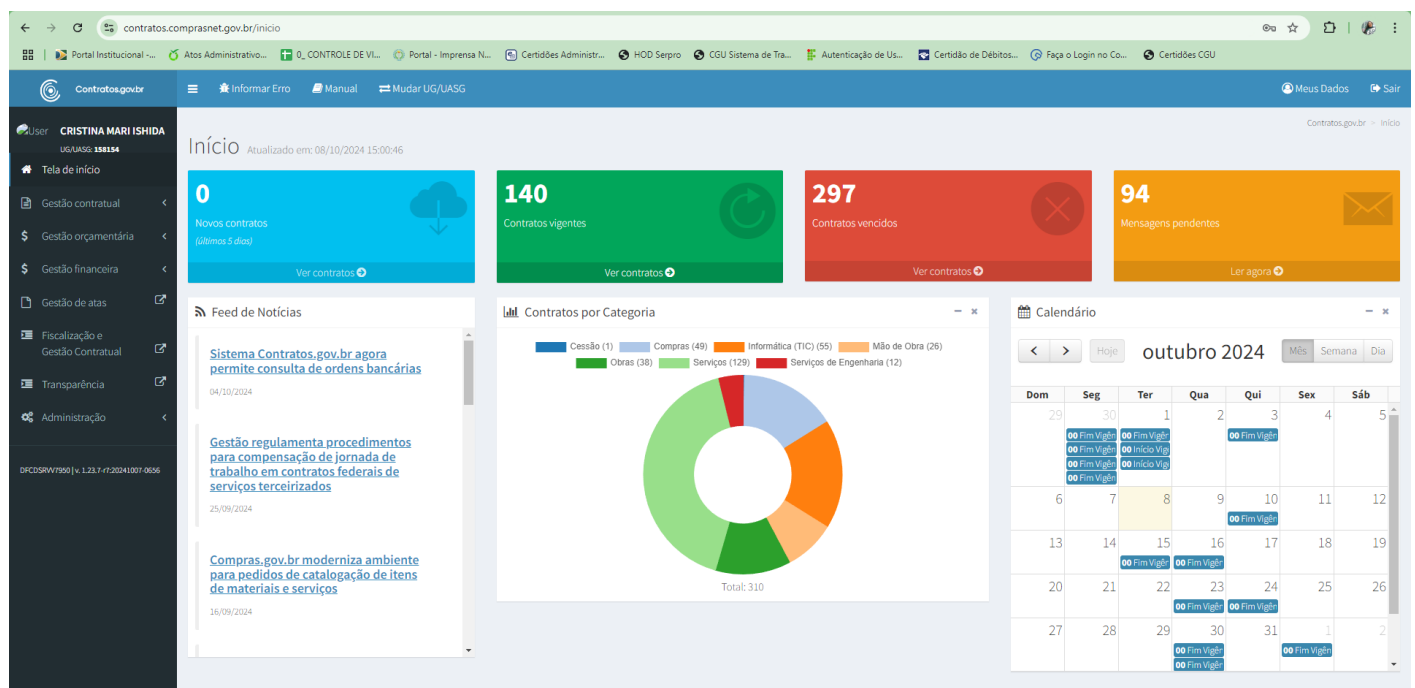 contratos.comprasnet.gov.br/inicio
Portal Institucional -... Atos Administrativo... 0_ CONTROLE DE VI... Portal - Imprensa N... Certidões Administr... HOD Serpro CGU Sistema de Tra... Autenticação de Us... Certidão de Débitos... Faça o Login no Co... Certidões CGU
Contratos.gov.br Informar Erro Manual Mudar UG/UASG Meus Dados Sair
User CRISTINA MARI ISHIDA
UG/UASG: 158154
Tela de início
Gestão contratual
Gestão orçamentária
Gestão financeira
Gestão de atas
Fiscalização e
Gestão Contratual
Transparência
Administração
DFCDSRVV7950 | v. 1.23.7-r7:20241007-0656
Contratos.gov.br > Início
Início Atualizado em: 08/10/2024 15:00:46
0
Novos contratos
(últimos 5 dias)
Ver contratos
140
Contratos vigentes
Ver contratos
297
Contratos vencidos
Ver contratos
94
Mensagens pendentes
Ler agora
Feed de Notícias
Sistema Contratos.gov.br agora
permite consulta de ordens bancárias
04/10/2024
Gestão regulamenta procedimentos
para compensação de jornada de
trabalho em contratos federais de
serviços terceirizados
25/09/2024
Compras.gov.br moderniza ambiente
para pedidos de catalogação de itens
de materiais e serviços
16/09/2024
Contratos por Categoria
Cessão (1) Compras (49) Informática (TIC) (55) Mão de Obra (26)
Obras (38) Serviços (129) Serviços de Engenharia (12)
Total: 310
Calendário
Hoje outubro 2024 Mês Semana Dia
Dom Seg Ter Qua Qui Sex Sáb
29 30 1 2 3 4 5
00 Fim Vigên 00 Fim Vigên 00 Fim Vigên
00 Fim Vigên 00 Início Vigê
00 Fim Vigên 00 Início Vigê
00 Fim Vigên
6 7 8 9 10 11 12
00 Fim Vigên
13 14 15 16 17 18 19
00 Fim Vigên 00 Fim Vigên
20 21 22 23 24 25 26
00 Fim Vigên 00 Fim Vigên
27 28 29 30 31 1 2
00 Fim Vigên 00 Fim Vigên
00 Fim Vigên